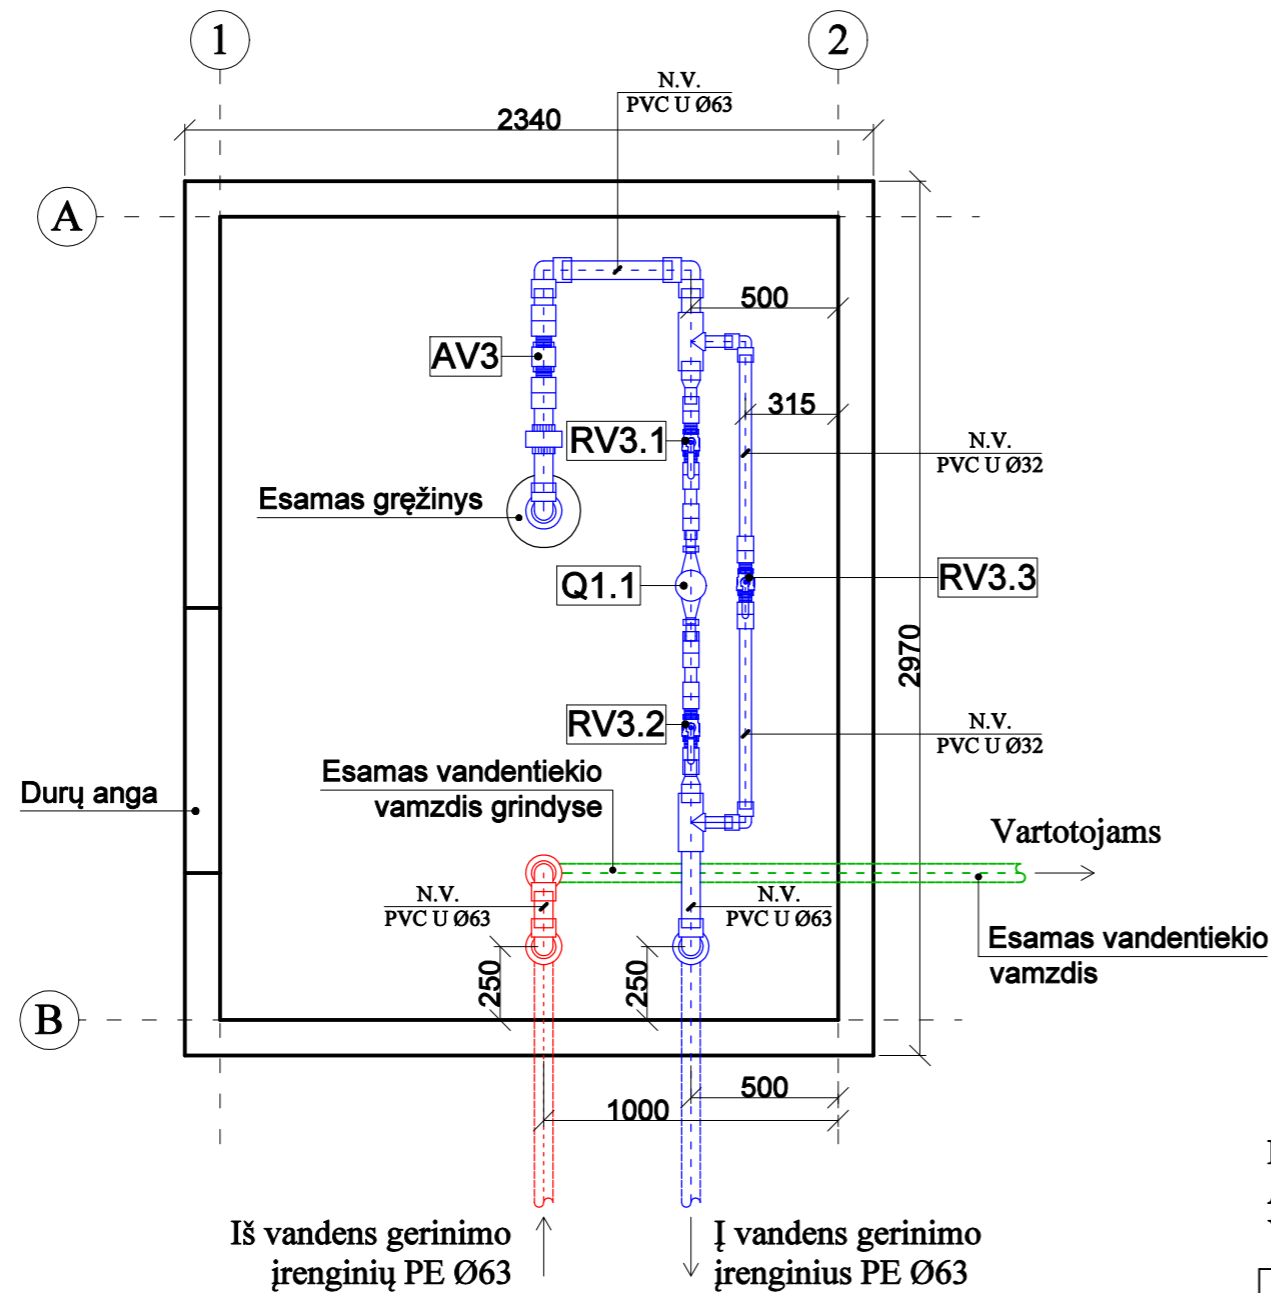 1
2
N.V.
PVC U Ø63
2340
A
500
AV3
315
RV3.1
N.V.
PVC U Ø32
Esamas gręžinys
Q1.1
RV3.3
2970
RV3.2
N.V.
PVC U Ø32
Esamas vandentiekio
vamzdis grindyse
Durų anga
Vartotojams
N.V.
PVC U Ø63
N.V.
PVC U Ø63
Esamas vandentiekio
vamzdis
250
250
B
500
1000
Iš vandens gerinimo
įrenginių PE Ø63
Į vandens gerinimo
įrenginius PE Ø63